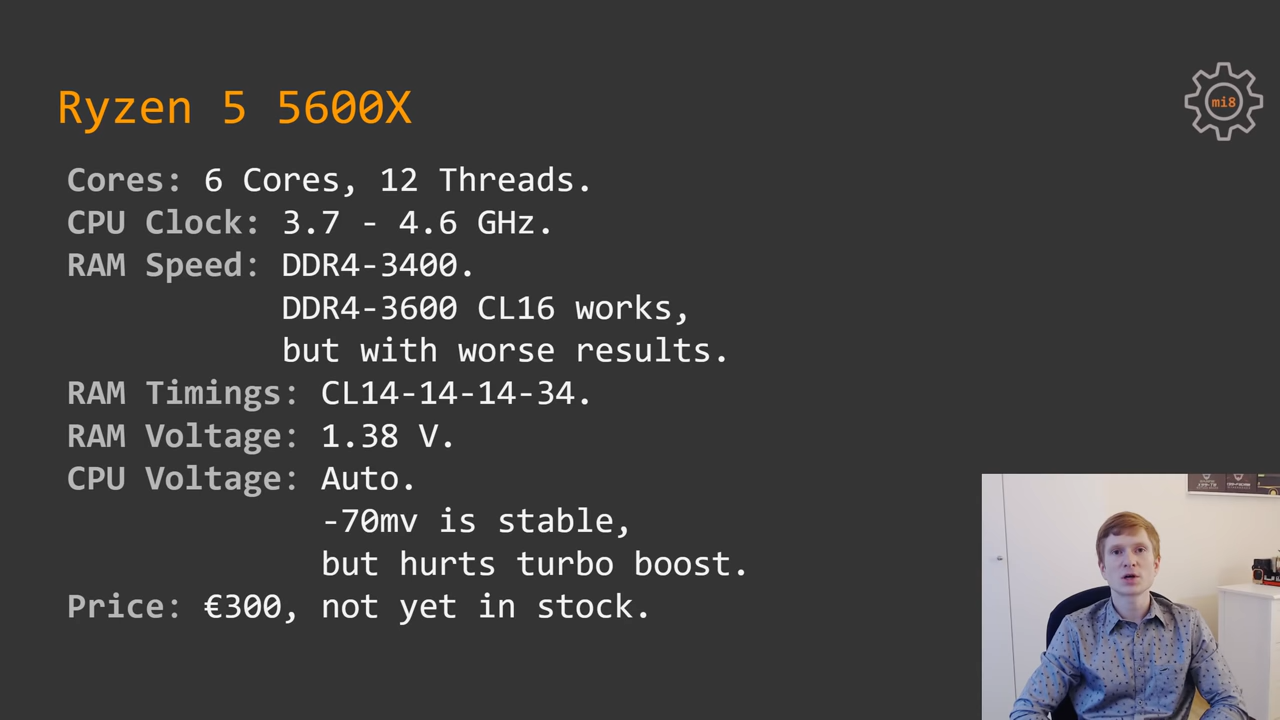 Ryzen 5 5600X
mi8
Cores: 6 Cores, 12 Threads.
CPU Clock: 3.7 - 4.6 GHz.
RAM Speed: DDR4-3400.
DDR4-3600 CL16 works,
but with worse results.
RAM Timings: CL14-14-14-34.
RAM Voltage: 1.38 V.
CPU Voltage: Auto.
-70mv is stable,
but hurts turbo boost.
Price: €300, not yet in stock.